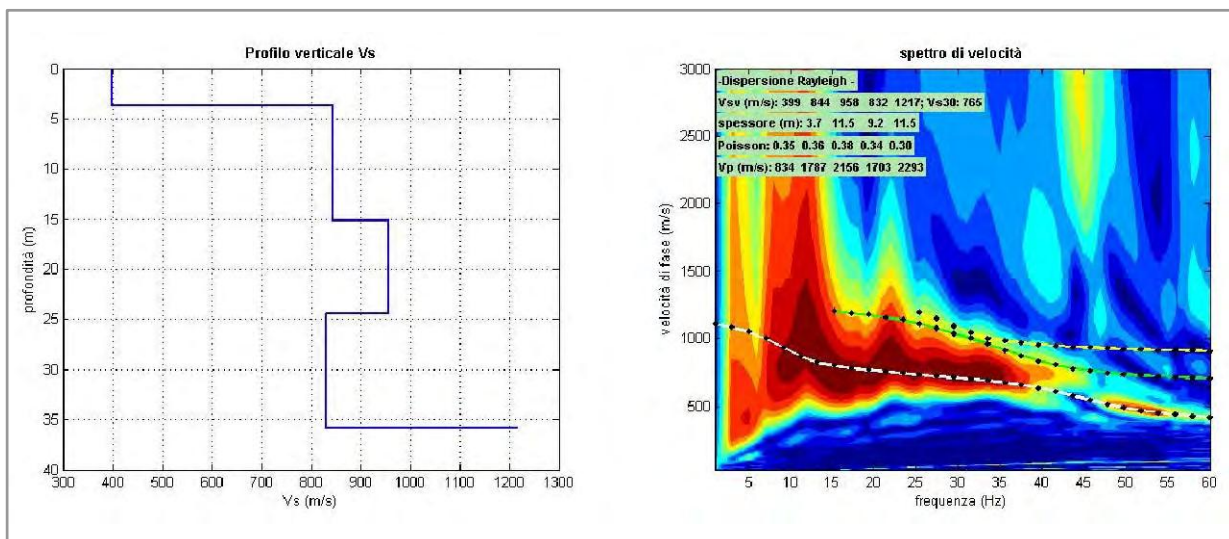 Profilo verticale Vs
0
5
10
15
20
25
30
35
40
profondità (m)
300 400 500 600 700 800 900 1000 1100 1200 1300
Vs (m/s)
spettro di velocità
3000
2500
2000
1500
1000
500
velocità di fase (m/s)
-Dispersione Rayleigh -
Vsv (m/s): 399 844 958 832 1217; Vs30: 765
spessore (m): 3.7 11.5 9.2 11.5
Poisson: 0.35 0.36 0.38 0.34 0.30
Vp (m/s): 834 1787 2156 1703 2293
5 10 15 20 25 30 35 40 45 50 55 60
frequenza (Hz)